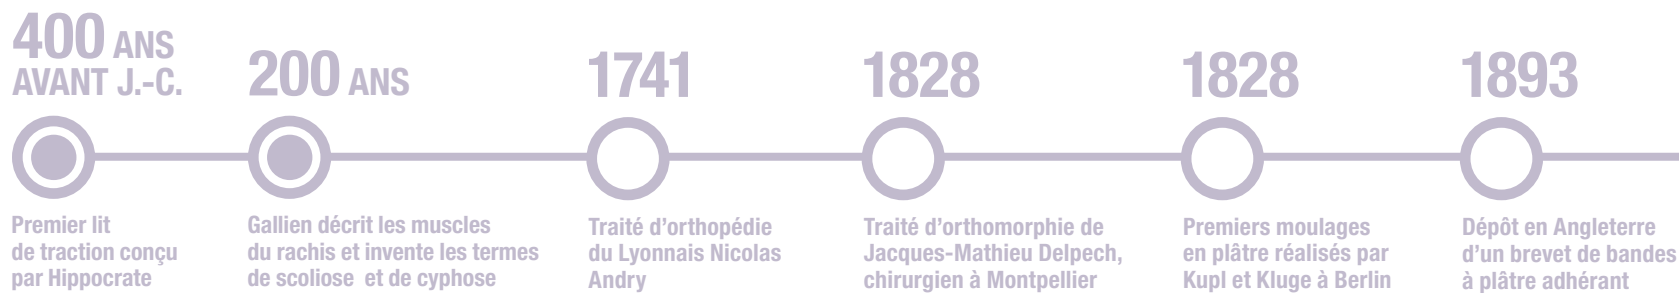 400 ANS
AVANT J.-C.
Premier lit
de traction conçu
par Hippocrate
200 ANS
Gallien décrit les muscles
du rachis et invente les termes
de scoliose et de cyphose
1741
Traité d’orthopédie
du Lyonnais Nicolas
Andry
1828
Traité d’orthomorphie de
Jacques-Mathieu Delpech,
chirurgien à Montpellier
1828
Premiers moulages
en plâtre réalisés par
Kupl et Kluge à Berlin
1893
Dépôt en Angleterre
d’un brevet de bandes
à plâtre adhérant